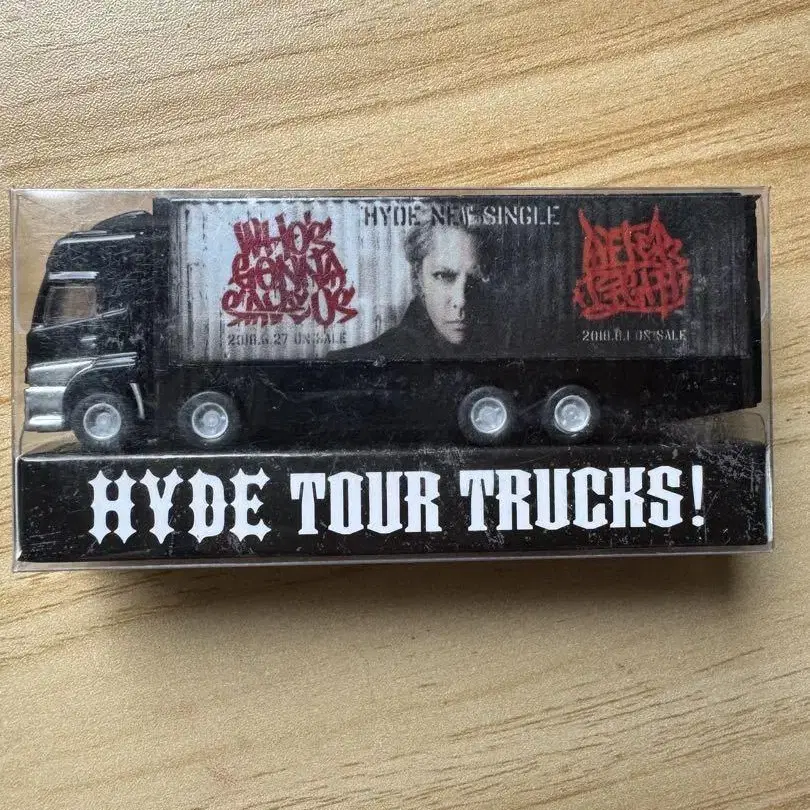 HYDE NEW SINGLE
WHO'S
GONNA
SAVE US
2018.6.27 ON SALE
AFTER
LIGHT
2018.8.1 ON SALE
HYDE TOUR TRUCKS!